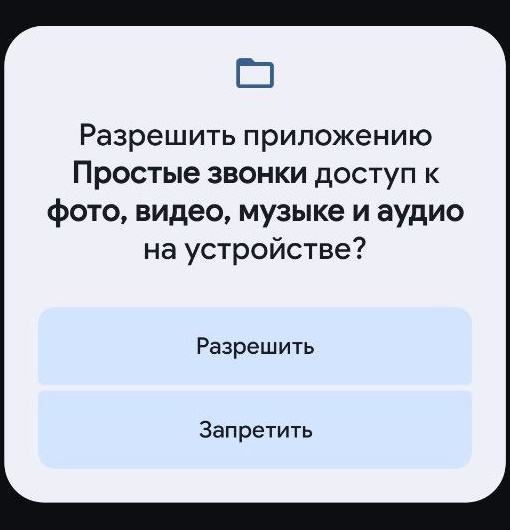 Разрешить приложению
Простые звонки доступ к
фото, видео, музыке и аудио
на устройстве?
Разрешить
Запретить